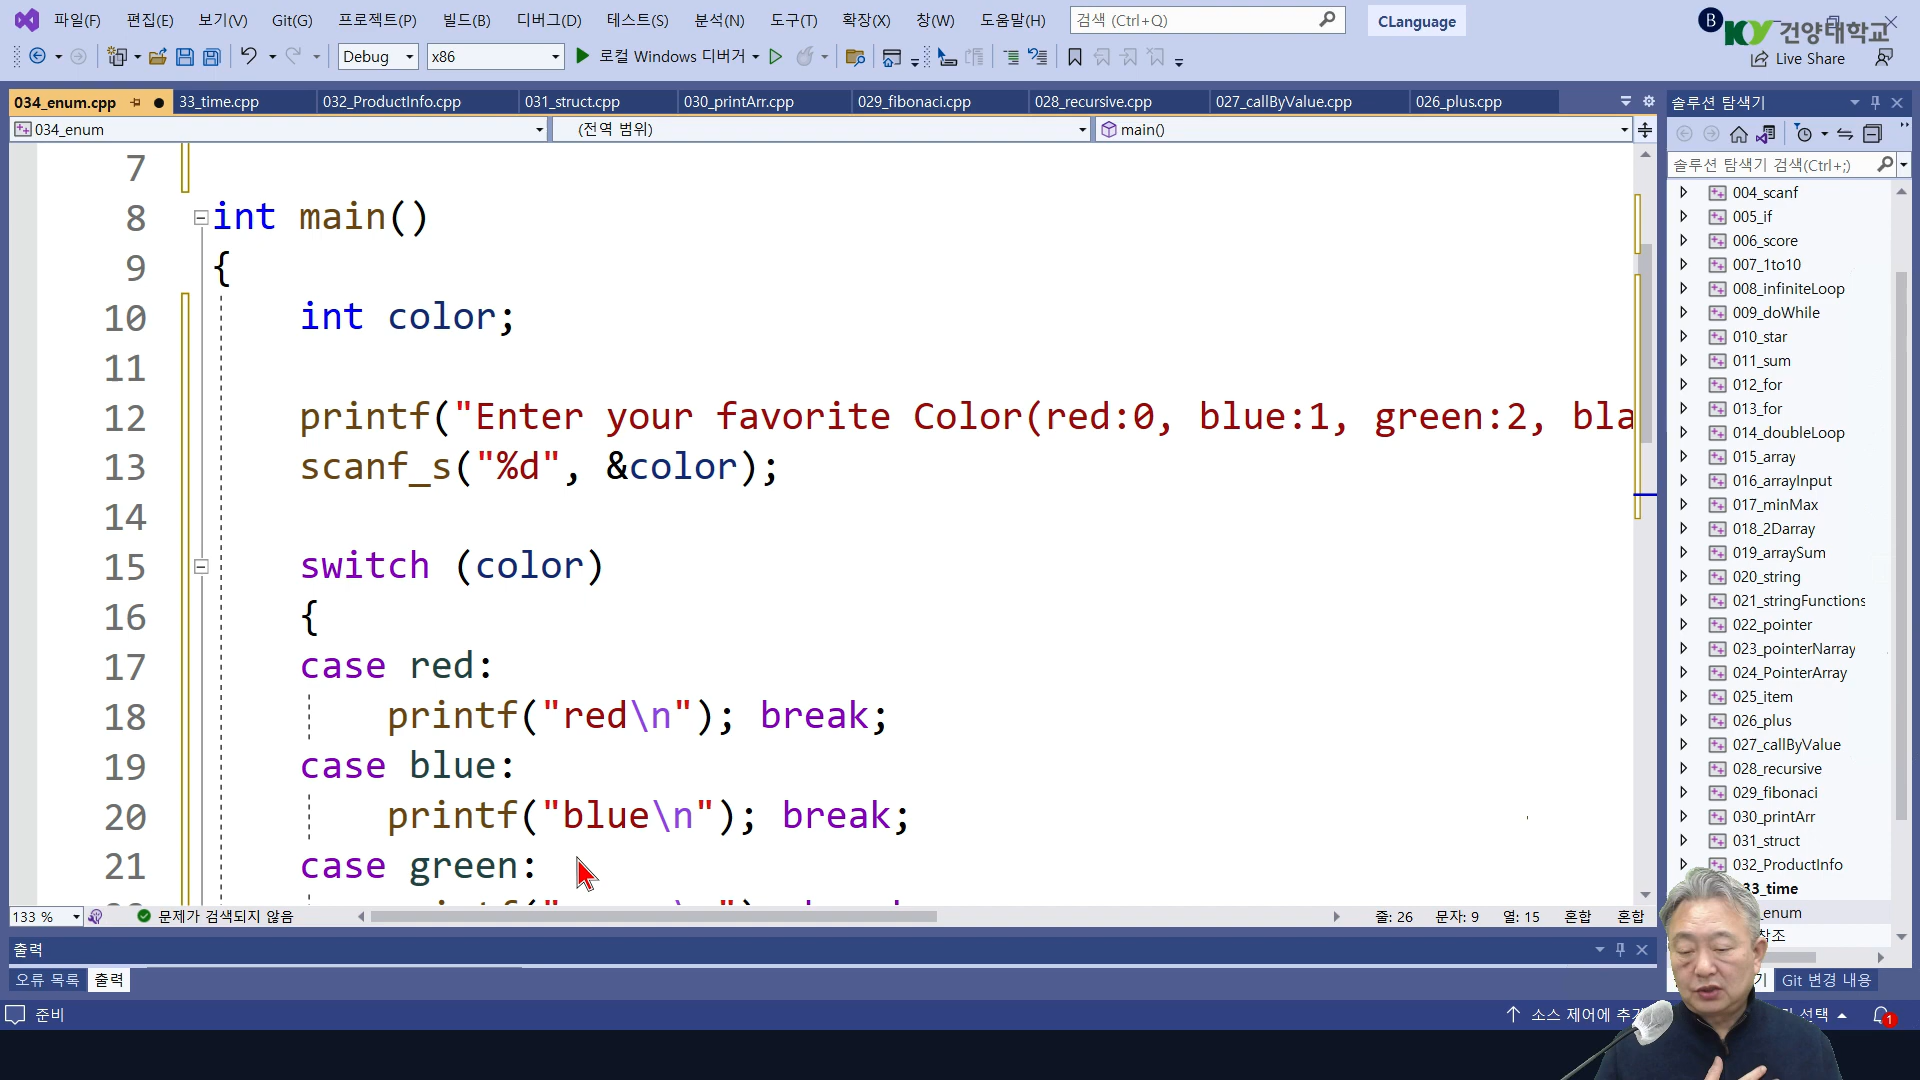 파일(F) 편집(E) 보기(V) Git(G) 프로젝트(P) 빌드(B) 디버그(D) 테스트(S) 분석(N) 도구(T) 확장(X) 창(W) 도움말(H) 검색 (Ctrl+Q) CLanguage B
KY 건양대학교
Debug x86 로컬 Windows 디버거 Live Share
034_enum.cpp 33_time.cpp 032_ProductInfo.cpp 031_struct.cpp 030_printArr.cpp 029_fibonaci.cpp 028_recursive.cpp 027_callByValue.cpp 026_plus.cpp
034_enum (전역 범위) main()
7
8 int main()
9 {
10 int color;
11
12 printf("Enter your favorite Color(red:0, blue:1, green:2, bla
13 scanf_s("%d", &color);
14
15 switch (color)
16 {
17 case red:
18 printf("red\n"); break;
19 case blue:
20 printf("blue\n"); break;
21 case green:
133 % 문제가 검색되지 않음 줄: 26 문자: 9 열: 15 혼합 혼합
출력
오류 목록 출력
준비
솔루션 탐색기
솔루션 탐색기 검색(Ctrl+;)
004_scanf
005_if
006_score
007_1to10
008_infiniteLoop
009_doWhile
010_star
011_sum
012_for
013_for
014_doubleLoop
015_array
016_arrayInput
017_minMax
018_2Darray
019_arraySum
020_string
021_stringFunctions
022_pointer
023_pointerNarray
024_PointerArray
025_item
026_plus
027_callByValue
028_recursive
029_fibonaci
030_printArr
031_struct
032_ProductInfo
33_time
_enum
참조
Git 변경 내용
소스 제어에 추가 선택 1